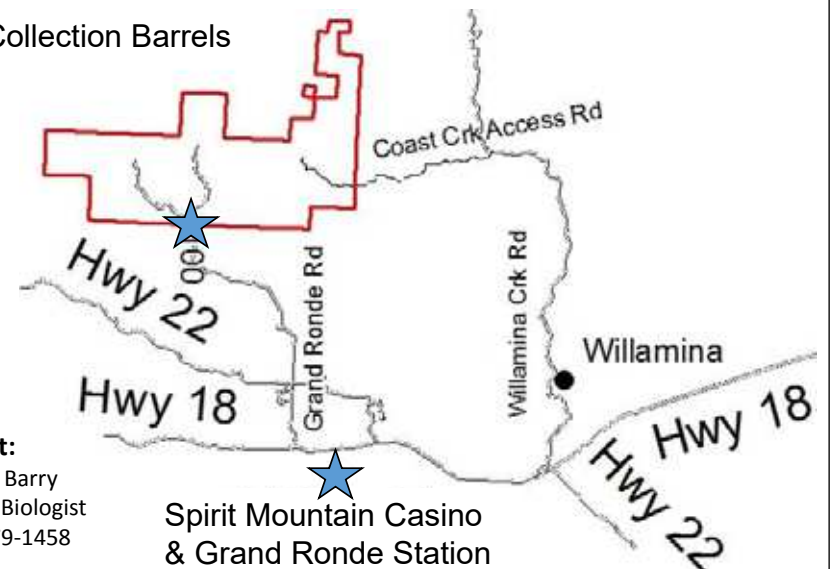 Collection Barrels
Coast Crk Access Rd
Hwy 22
Grand Ronde Rd
Willamina Crk Rd
Willamina
Hwy 18
Hwy 18
Hwy 22
t:
Barry
Biologist
9-1458
Spirit Mountain Casino
& Grand Ronde Station